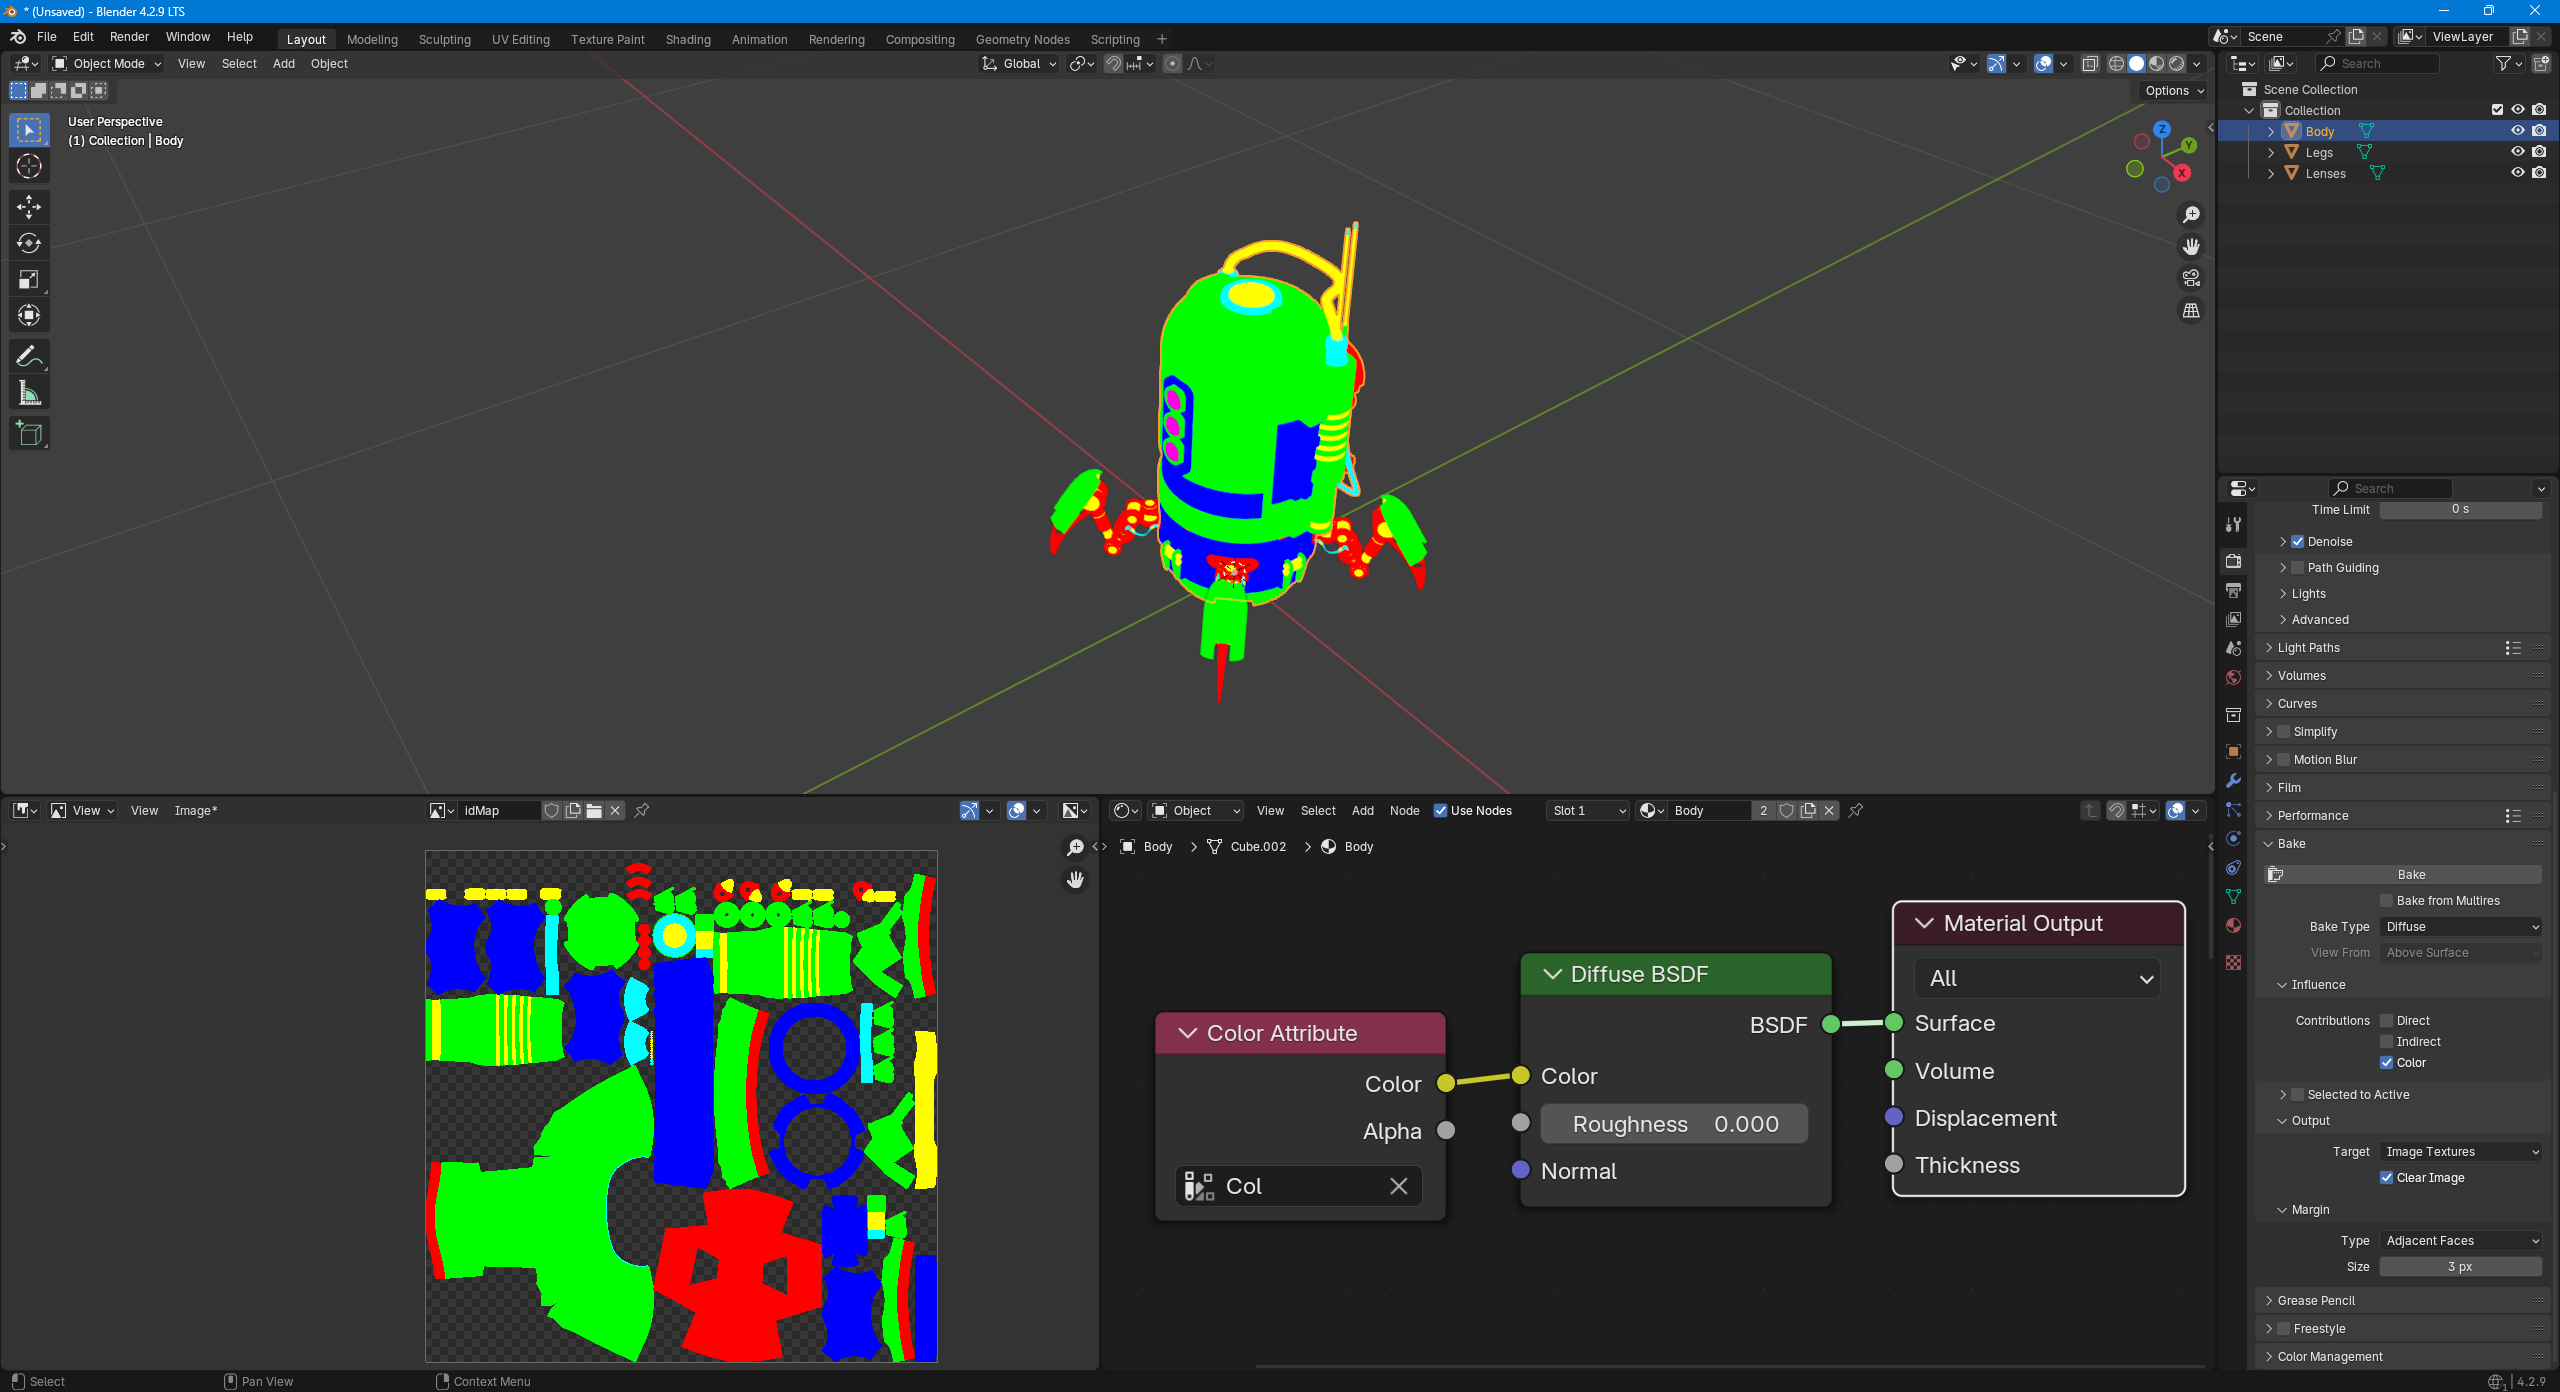 * (Unsaved) - Blender 4.2.9 LTS
File Edit Render Window Help Layout Modeling Sculpting UV Editing Texture Paint Shading Animation Rendering Compositing Geometry Nodes Scripting + Scene ViewLayer
Object Mode View Select Add Object Global Search
Options
User Perspective
(1) Collection | Body
Z
Y
X
Scene Collection
Collection
Body
Legs
Lenses
Search
Time Limit 0 s
Denoise
Path Guiding
Lights
Advanced
Light Paths
Volumes
Curves
Simplify
Motion Blur
Film
Performance
Bake
Bake
Bake from Multires
Bake Type Diffuse
View From Above Surface
Influence
Contributions Direct
Indirect
Color
Selected to Active
Output
Target Image Textures
Clear Image
Margin
Type Adjacent Faces
Size 3 px
Grease Pencil
Freestyle
Color Management
View View Image* idMap
Object View Select Add Node Use Nodes Slot 1 Body 2
Body > Cube.002 > Body
Color Attribute
Color
Alpha
Col
Diffuse BSDF
BSDF
Color
Roughness 0.000
Normal
Material Output
All
Surface
Volume
Displacement
Thickness
Select Pan View Context Menu 4.2.9